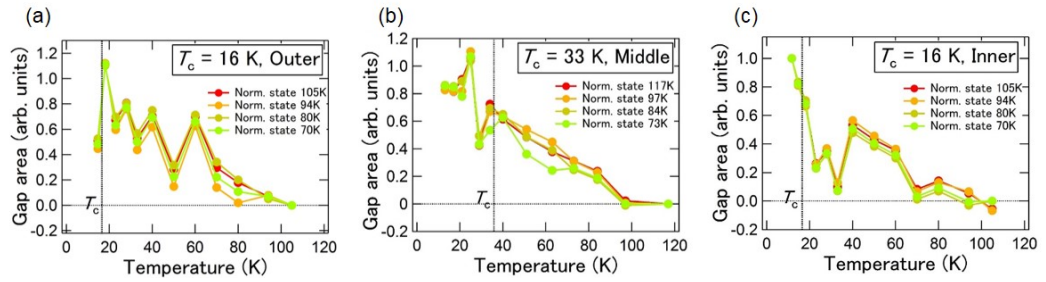 (a)
Gap area (arb. units)
1.2
1.0
0.8
0.6
0.4
0.2
0.0
-0.2
Tc = 16 K, Outer
Norm. state 105K
Norm. state 94K
Norm. state 80K
Norm. state 70K
Tc
0 20 40 60 80 100 120
Temperature (K)
(b)
Gap area (arb. units)
1.2
1.0
0.8
0.6
0.4
0.2
0
-0.2
Tc = 33 K, Middle
Norm. state 117K
Norm. state 97K
Norm. state 84K
Norm. state 73K
Tc
0 20 40 60 80 100 120
Temperature (K)
(c)
Gap area (arb. units)
1.0
0.8
0.6
0.4
0.2
0.0
-0.2
Tc = 16 K, Inner
Norm. state 105K
Norm. state 94K
Norm. state 80K
Norm. state 70K
Tc
0 20 40 60 80 100 120
Temperature (K)